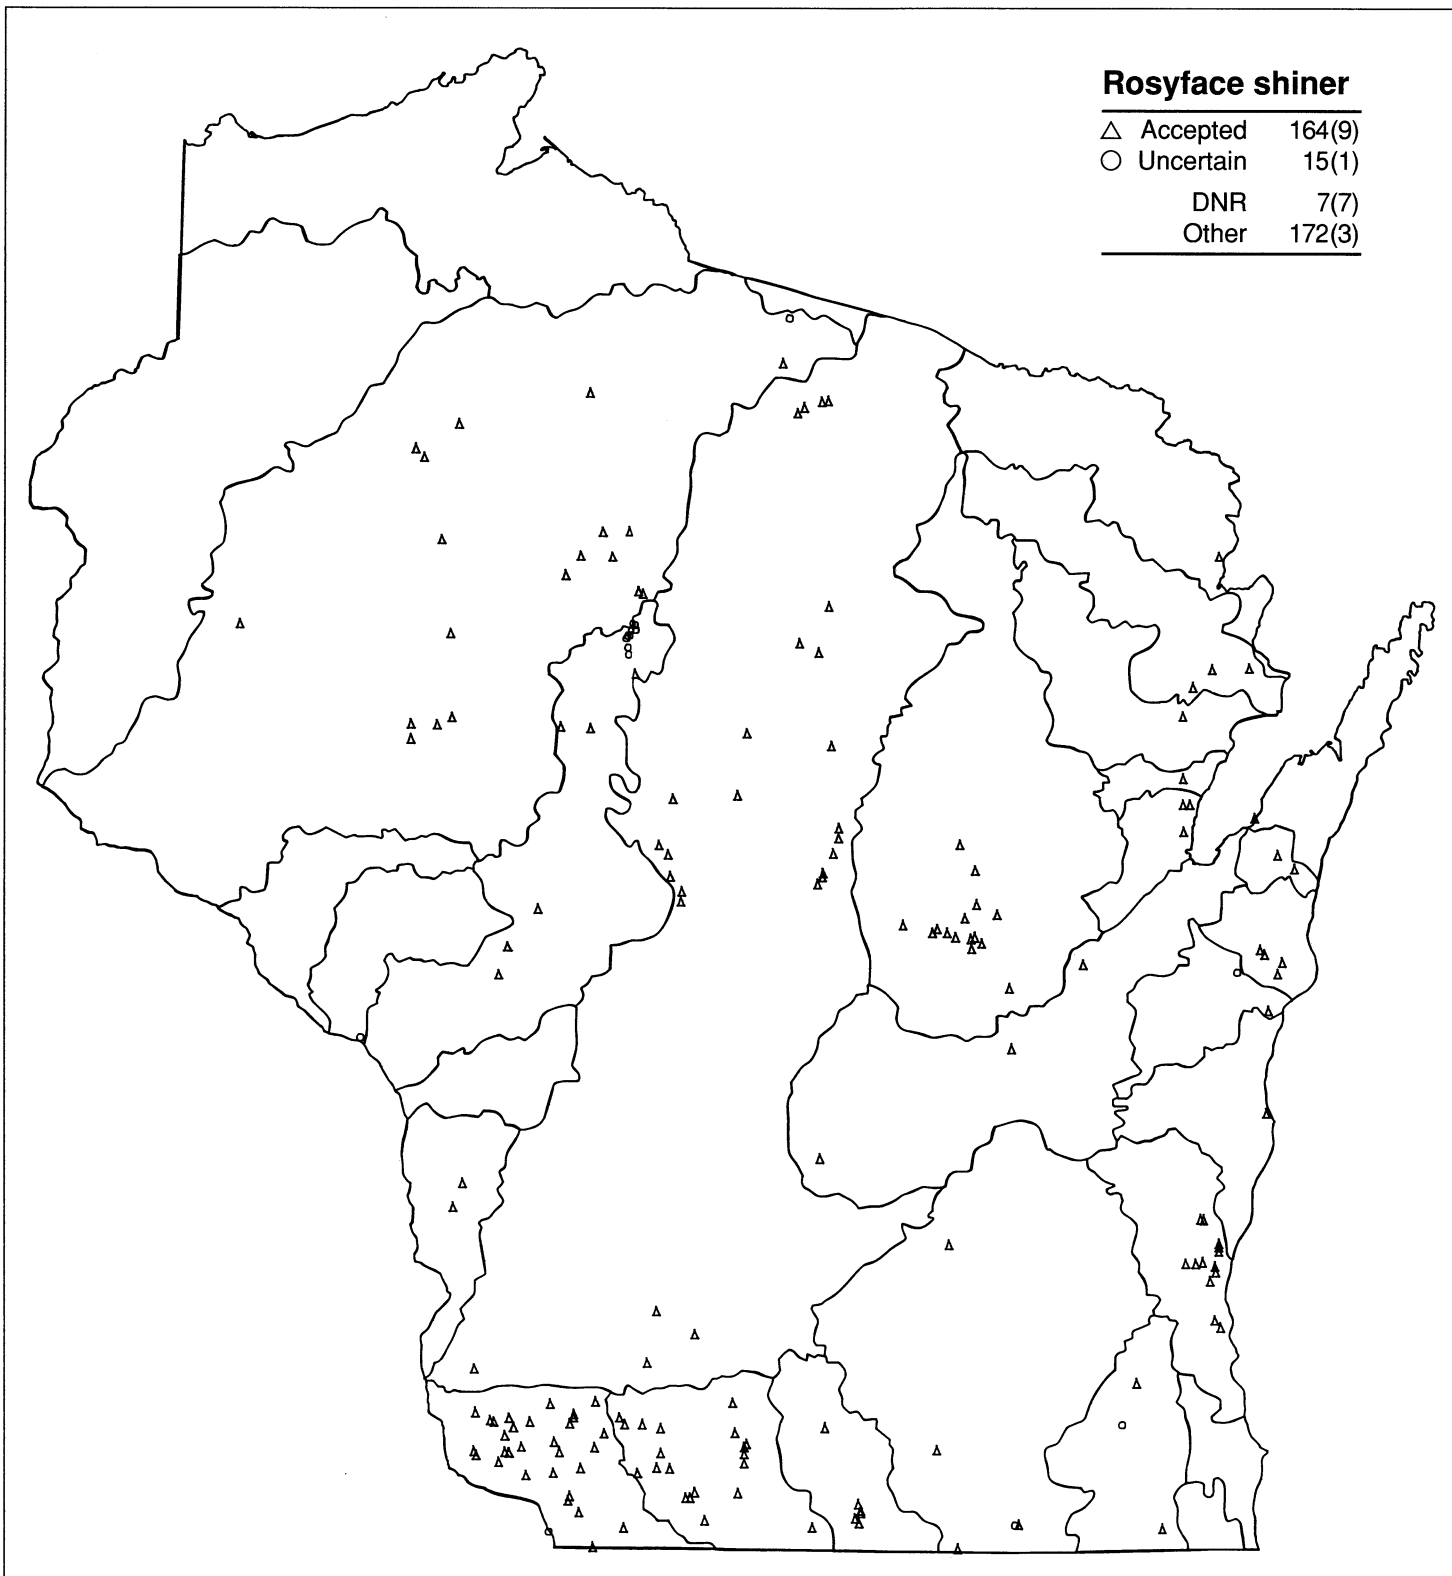 Rosyface shiner
△ Accepted 164(9)
○ Uncertain 15(1)
DNR 7(7)
Other 172(3)